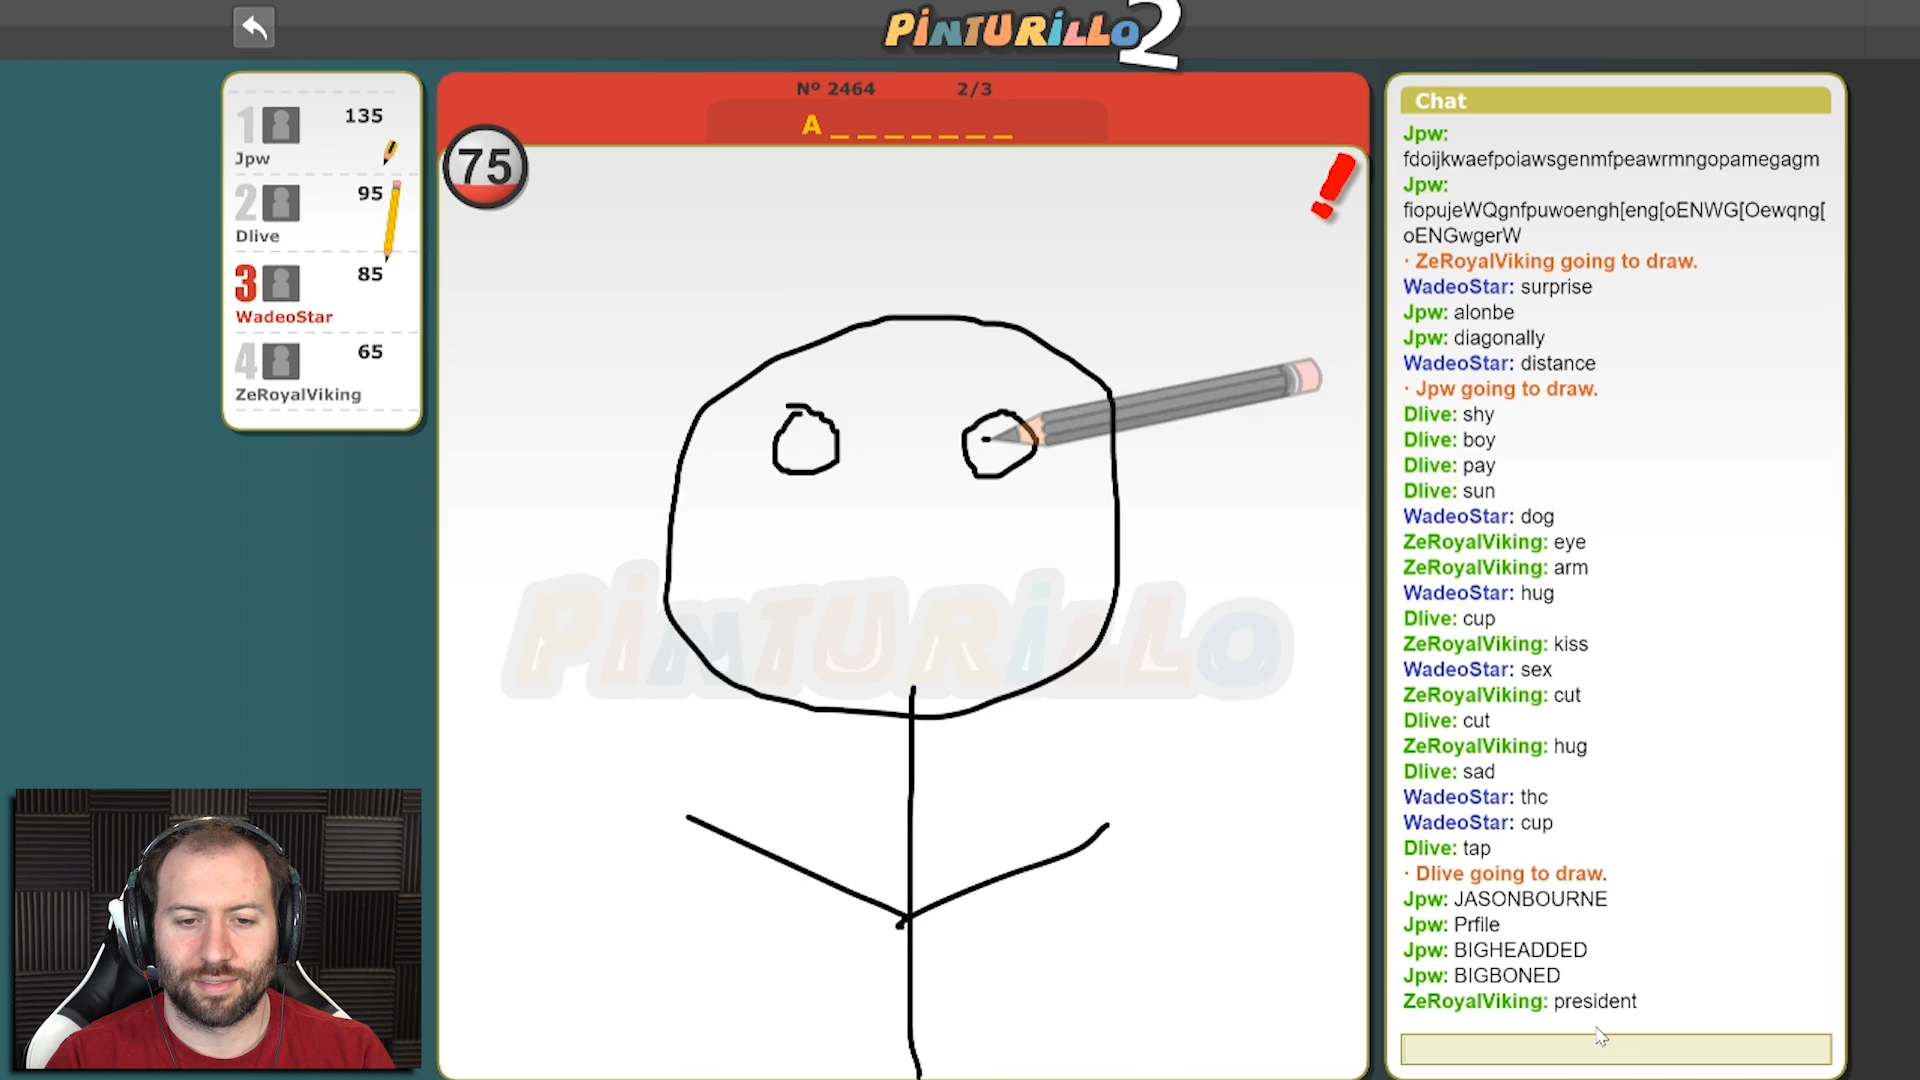 PiNTURiLLO 2
1 135
Jpw
2 95
Dlive
3 85
WadeoStar
4 65
ZeRoyalViking
Nº 2464 2/3
A _ _ _ _ _ _ _
75
PiNTURiLLO
Chat
Jpw:
fdoijkwaefpoiawsgenmfpeawrmngopamegagm
Jpw:
fiopujeWQgnfpuwoengh[eng[oENWG[Oewqng[
oENGwgerW
· ZeRoyalViking going to draw.
WadeoStar: surprise
Jpw: alonbe
Jpw: diagonally
WadeoStar: distance
· Jpw going to draw.
Dlive: shy
Dlive: boy
Dlive: pay
Dlive: sun
WadeoStar: dog
ZeRoyalViking: eye
ZeRoyalViking: arm
WadeoStar: hug
Dlive: cup
ZeRoyalViking: kiss
WadeoStar: sex
ZeRoyalViking: cut
Dlive: cut
ZeRoyalViking: hug
Dlive: sad
WadeoStar: thc
WadeoStar: cup
Dlive: tap
· Dlive going to draw.
Jpw: JASONBOURNE
Jpw: Prfile
Jpw: BIGHEADDED
Jpw: BIGBONED
ZeRoyalViking: president